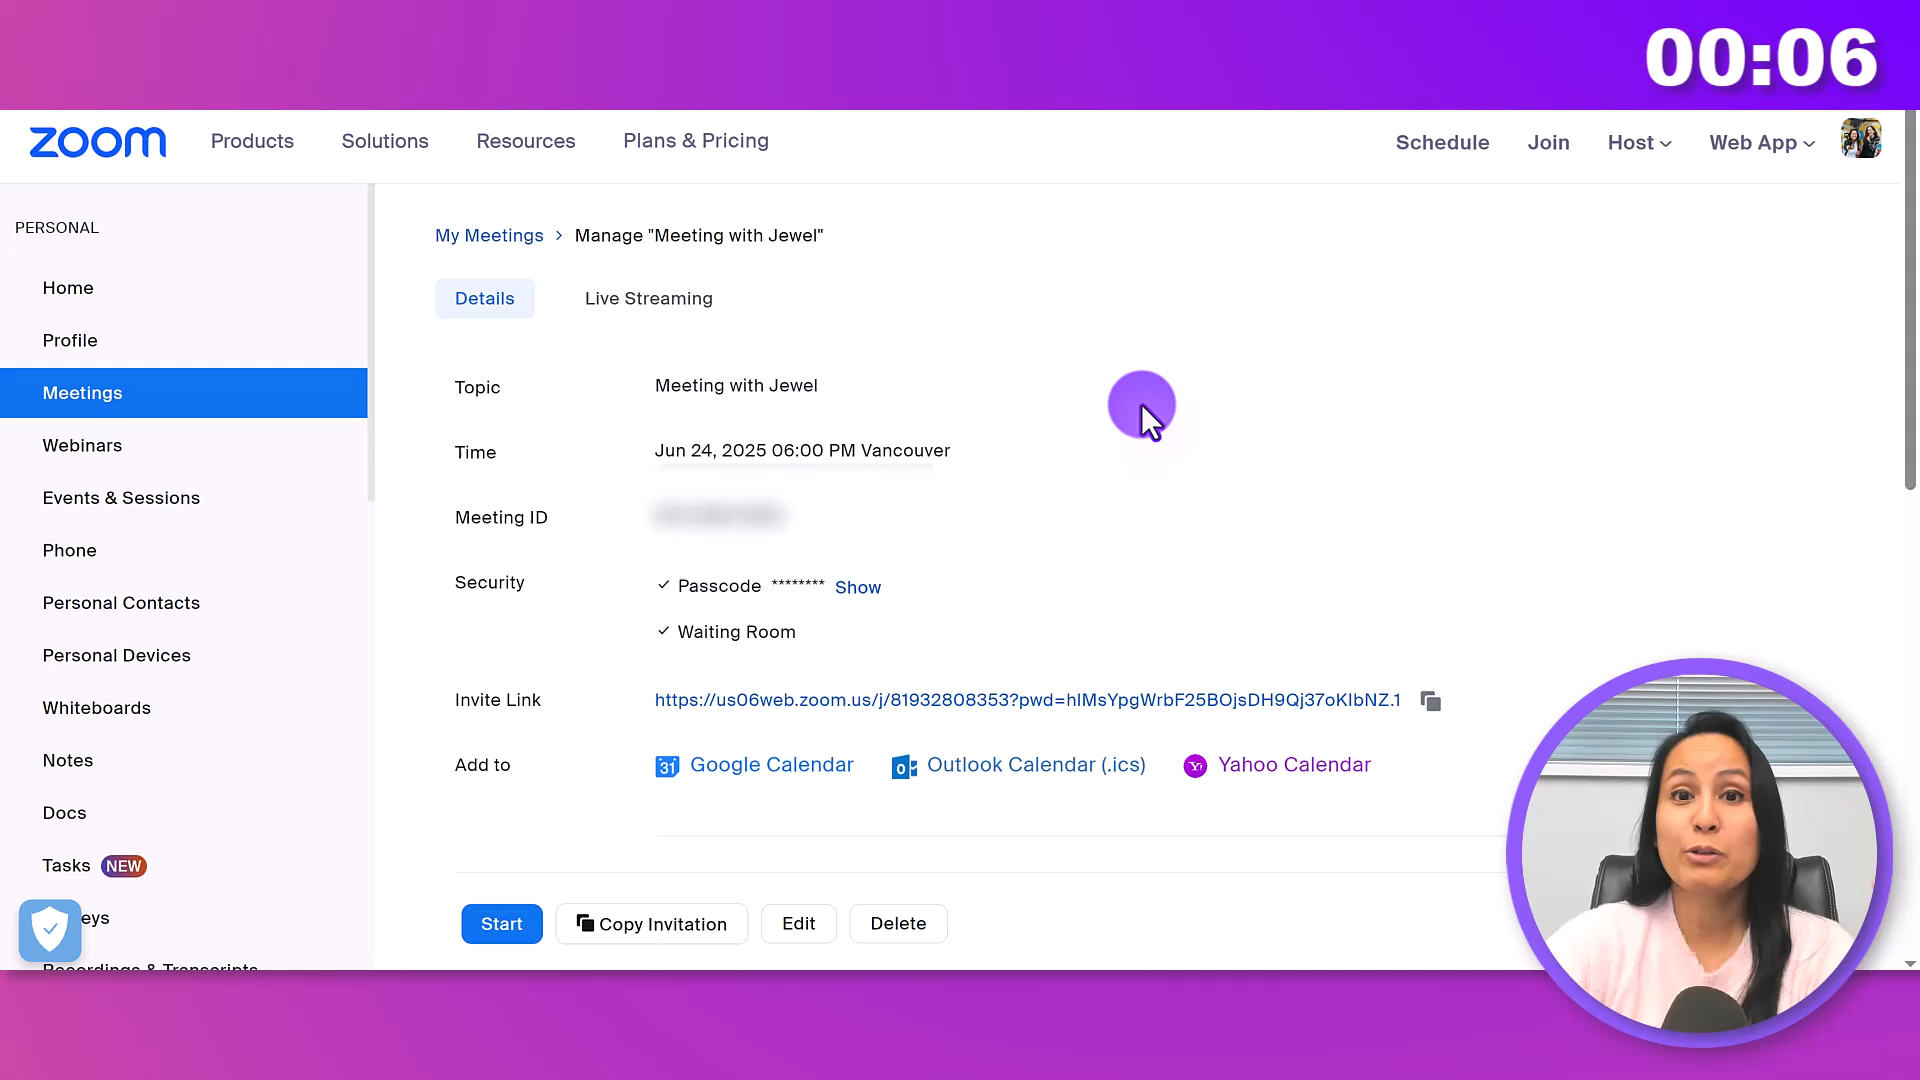 00:06
zoom
Products Solutions Resources Plans & Pricing
Schedule Join Host Web App
PERSONAL
Home
Profile
Meetings
Webinars
Events & Sessions
Phone
Personal Contacts
Personal Devices
Whiteboards
Notes
Docs
Tasks NEW
eys
Recordings & Transcripts
My Meetings > Manage "Meeting with Jewel"
Details Live Streaming
Topic Meeting with Jewel
Time Jun 24, 2025 06:00 PM Vancouver
Meeting ID
Security ✓ Passcode ******** Show
✓ Waiting Room
Invite Link https://us06web.zoom.us/j/81932808353?pwd=hIMsYpgWrbF25BOjsDH9Qj37oKIbNZ.1
Add to 31 Google Calendar Outlook Calendar (.ics) Yahoo Calendar
Start Copy Invitation Edit Delete